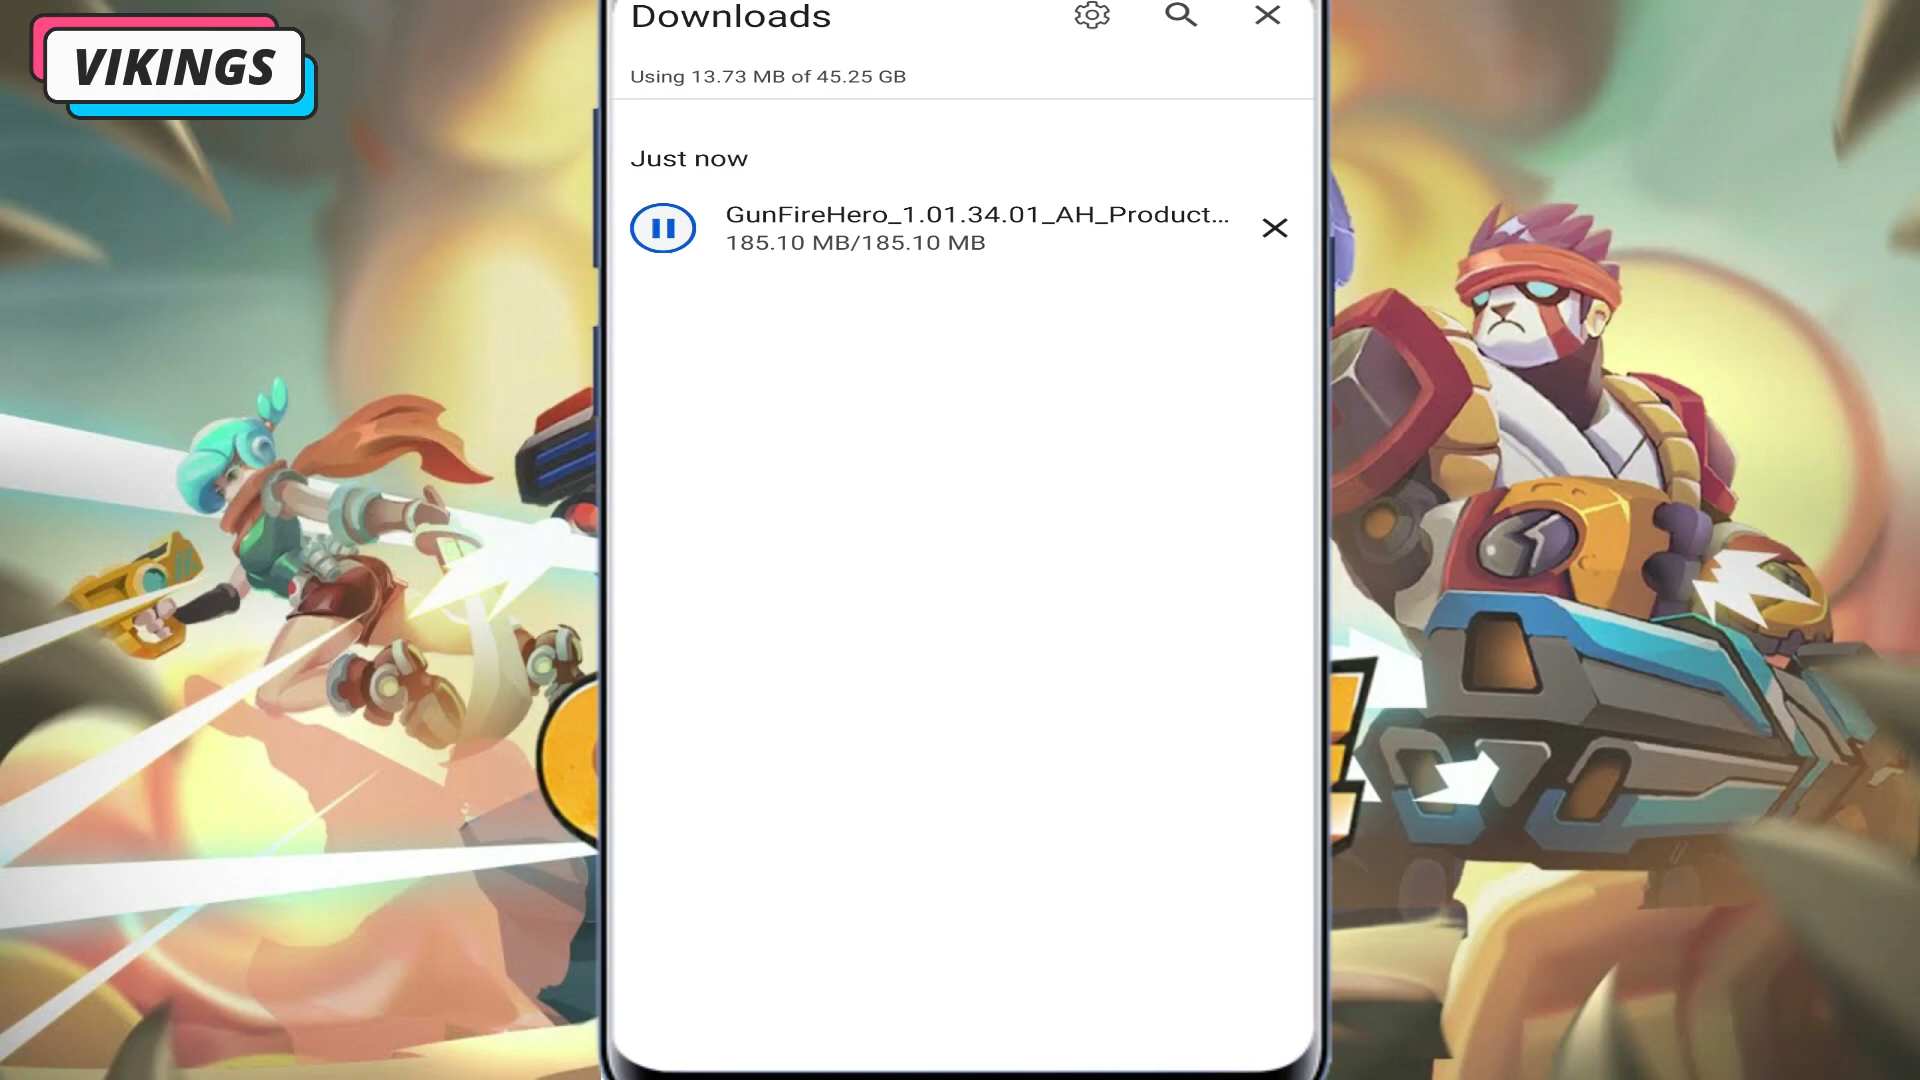 VIKINGS
Downloads
Using 13.73 MB of 45.25 GB
Just now
GunFireHero_1.01.34.01_AH_Product...
185.10 MB/185.10 MB